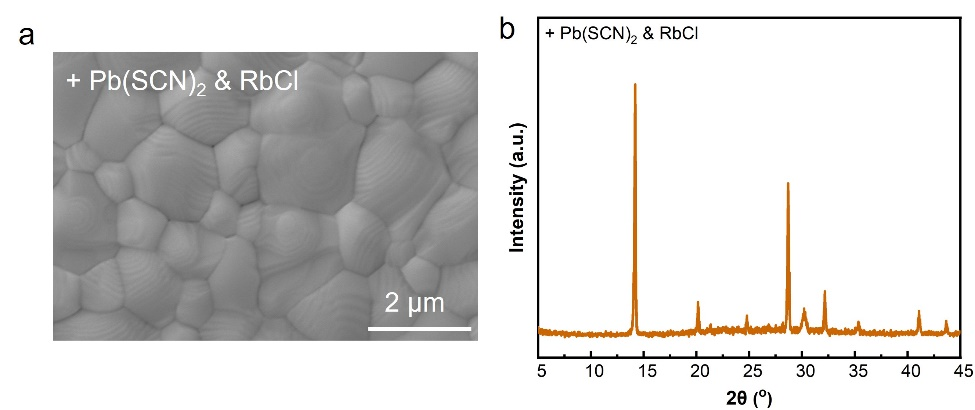 a
+ Pb(SCN)₂ & RbCl
2 μm
b
+ Pb(SCN)₂ & RbCl
Intensity (a.u.)
5 10 15 20 25 30 35 40 45
2θ (°)